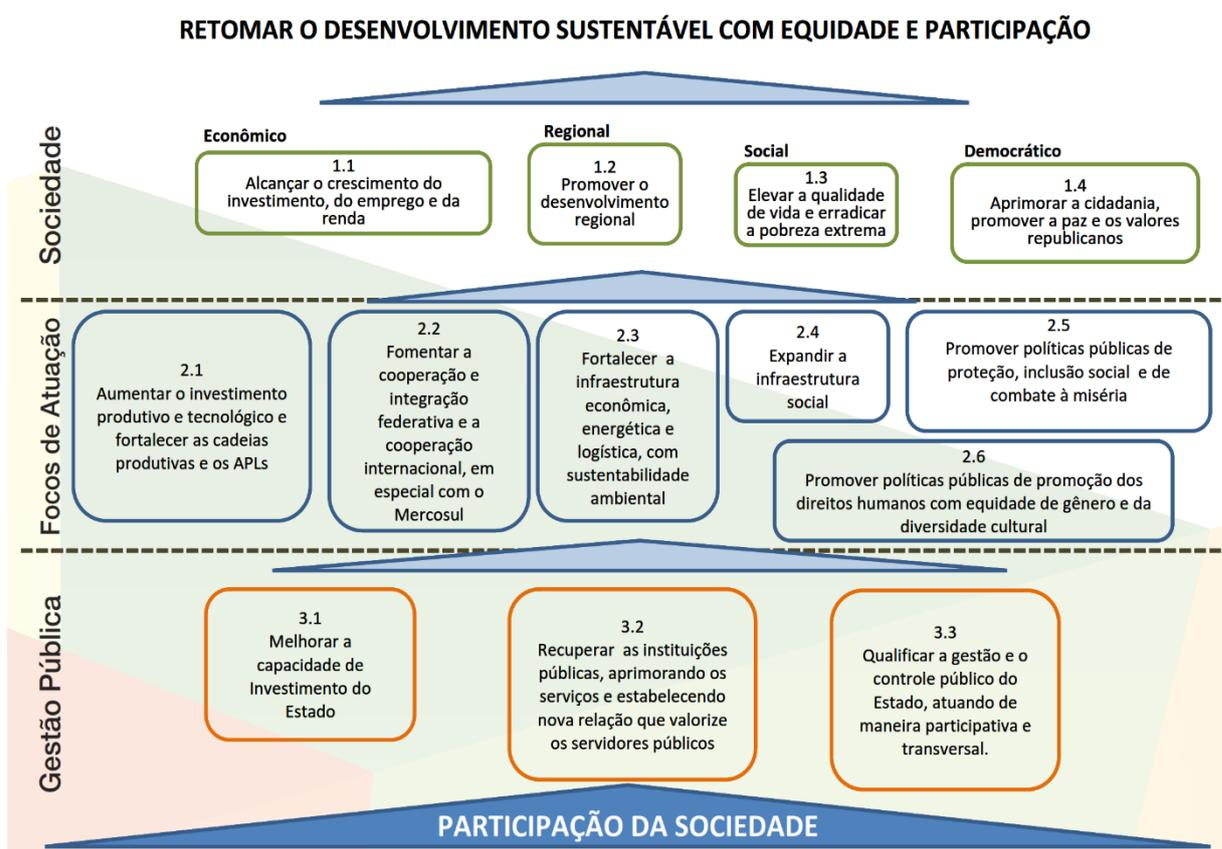 RETOMAR O DESENVOLVIMENTO SUSTENTÁVEL COM EQUIDADE E PARTICIPAÇÃO
Sociedade
Econômico
1.1
Alcançar o crescimento do
investimento, do emprego e da
renda
Regional
1.2
Promover o
desenvolvimento
regional
Social
1.3
Elevar a qualidade
de vida e erradicar
a pobreza extrema
Democrático
1.4
Aprimorar a cidadania,
promover a paz e os valores
republicanos
Focos de Atuação
2.1
Aumentar o investimento
produtivo e tecnológico e
fortalecer as cadeias
produtivas e os APLs
2.2
Fomentar a
cooperação e
integração
federativa e a
cooperação
internacional, em
especial com o
Mercosul
2.3
Fortalecer a
infraestrutura
econômica,
energética e
logística, com
sustentabilidade
ambiental
2.4
Expandir a
infraestrutura
social
2.5
Promover políticas públicas de
proteção, inclusão social e de
combate à miséria
2.6
Promover políticas públicas de promoção dos
direitos humanos com equidade de gênero e da
diversidade cultural
Gestão Pública
3.1
Melhorar a
capacidade de
Investimento do
Estado
3.2
Recuperar as instituições
públicas, aprimorando os
serviços e estabelecendo
nova relação que valorize
os servidores públicos
3.3
Qualificar a gestão e o
controle público do
Estado, atuando de
maneira participativa e
transversal.
PARTICIPAÇÃO DA SOCIEDADE